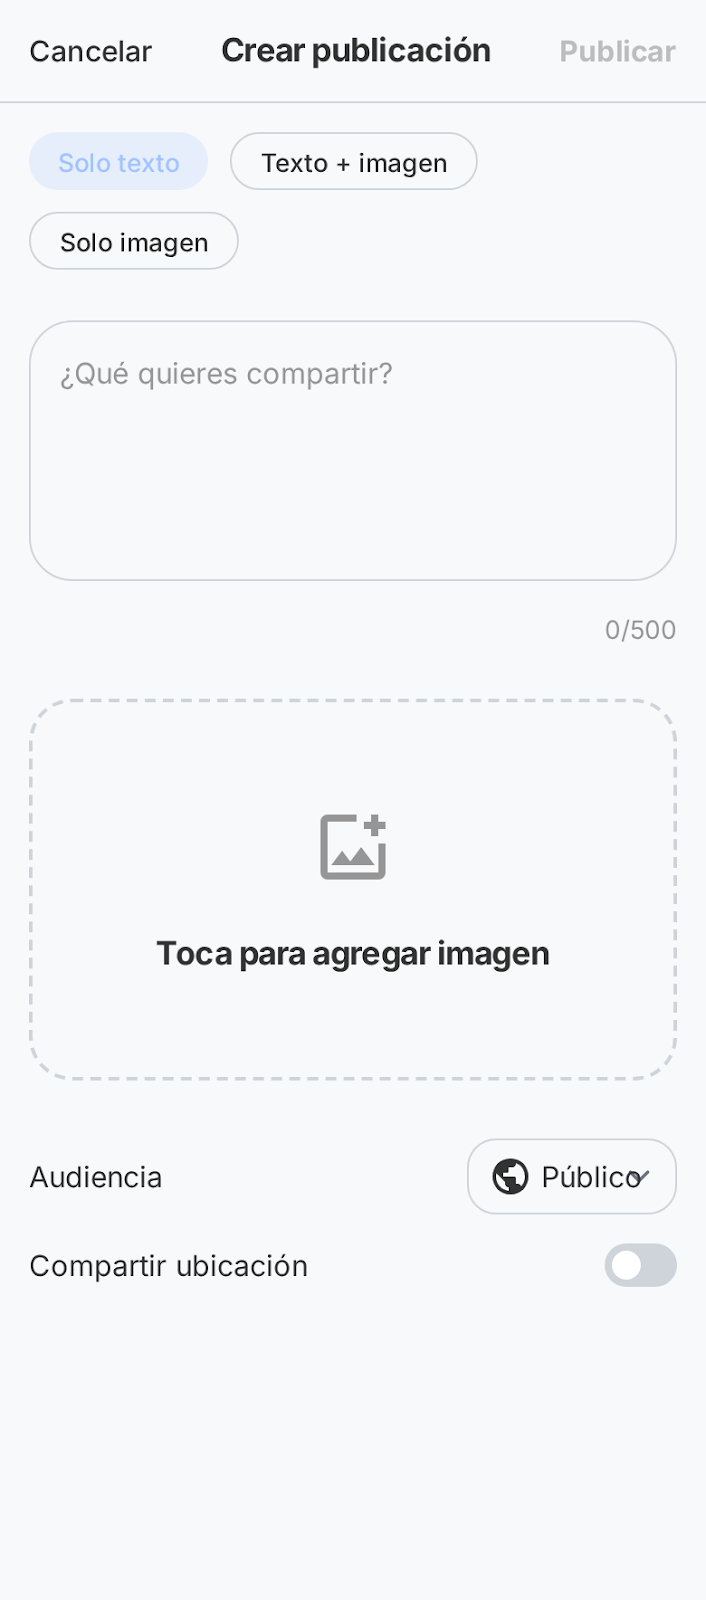 Cancelar Crear publicación Publicar
Solo texto Texto + imagen
Solo imagen
¿Qué quieres compartir?
0/500
Toca para agregar imagen
Audiencia Público
Compartir ubicación